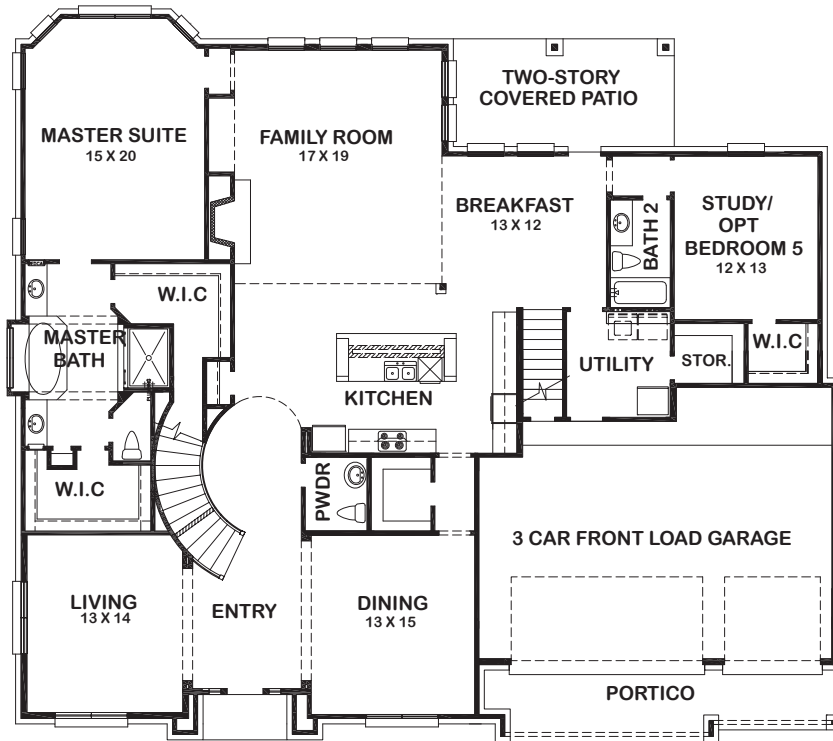 TWO-STORY
COVERED PATIO
MASTER SUITE
15 X 20
FAMILY ROOM
17 X 19
BREAKFAST
13 X 12
BATH 2
STUDY/
OPT
BEDROOM 5
12 X 13
W.I.C
MASTER
BATH
KITCHEN
UTILITY
STOR.
W.I.C
W.I.C
PWDR
3 CAR FRONT LOAD GARAGE
LIVING
13 X 14
ENTRY
DINING
13 X 15
PORTICO